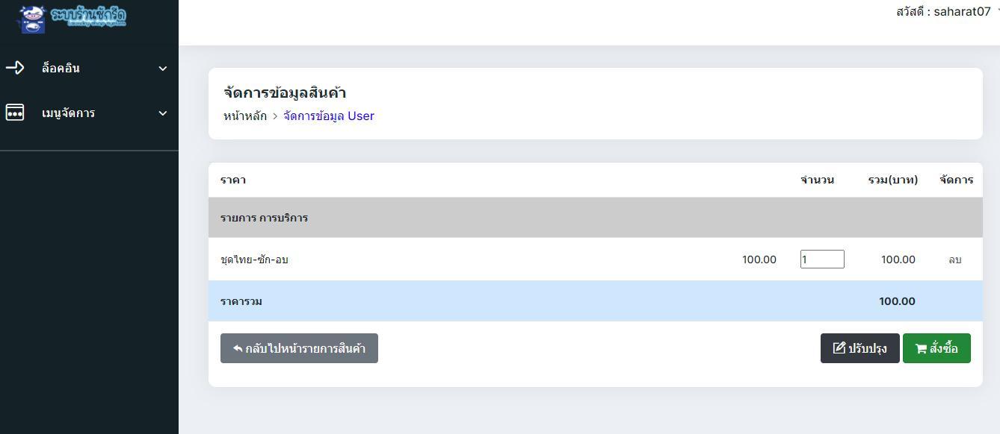 ระบบร้านซักรีด
สวัสดี : saharat07
ล็อคอิน
เมนูจัดการ
จัดการข้อมูลสินค้า
หน้าหลัก > จัดการข้อมูล User
ราคา จำนวน รวม(บาท) จัดการ
รายการ การบริการ
ชุดไทย-ซัก-อบ 100.00 1 100.00 ลบ
ราคารวม 100.00
กลับไปหน้ารายการสินค้า ปรับปรุง สั่งซื้อ